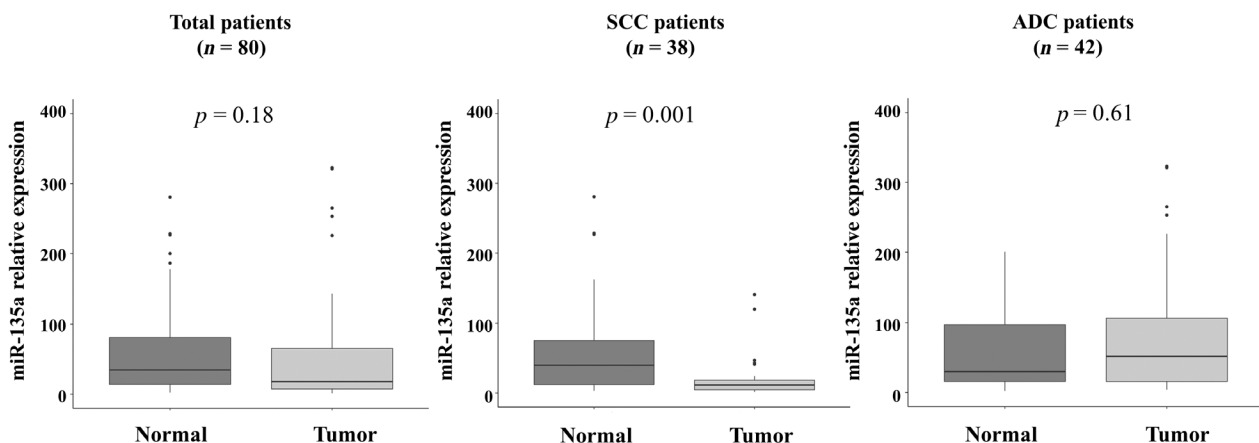 Total patients
(n = 80)
miR-135a relative expression
400
300
200
100
0
p = 0.18
Normal Tumor
SCC patients
(n = 38)
miR-135a relative expression
400
300
200
100
0
p = 0.001
Normal Tumor
ADC patients
(n = 42)
miR-135a relative expression
400
300
200
100
0
p = 0.61
Normal Tumor